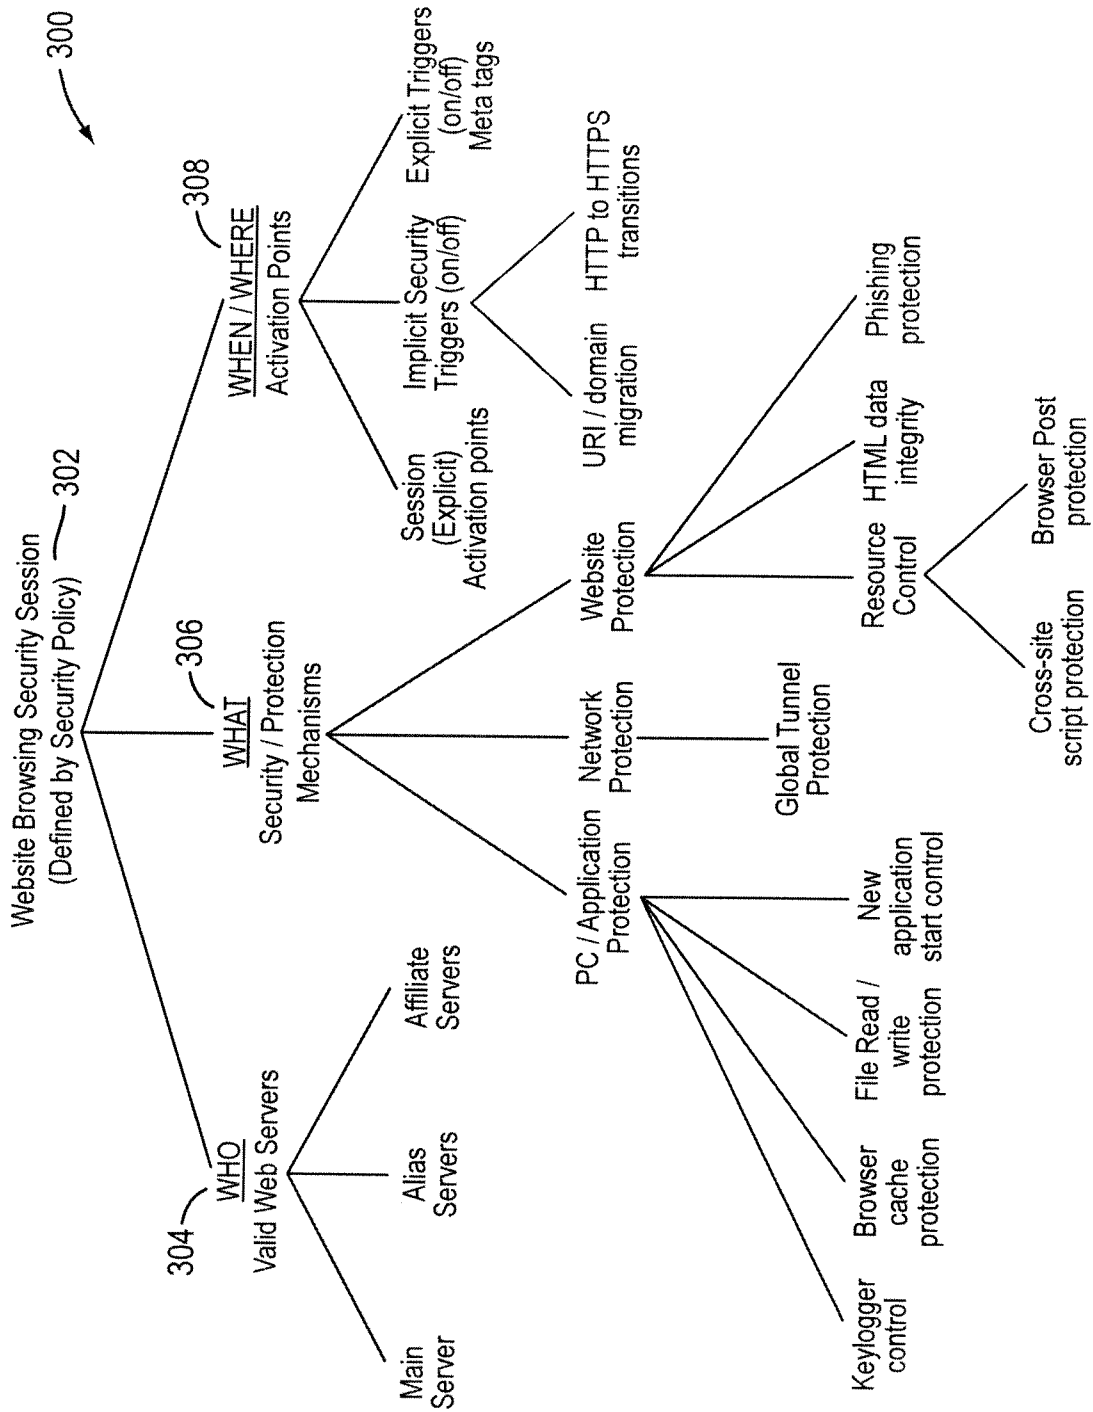 300
Website Browsing Security Session
(Defined by Security Policy)
302
304
WHO
Valid Web Servers
306
WHAT
Security / Protection
Mechanisms
308
WHEN / WHERE
Activation Points
Main
Server
Alias
Servers
Affiliate
Servers
Session
(Explicit)
Activation points
Implicit Security
Triggers (on/off)
Explicit Triggers
(on/off)
Meta tags
PC / Application
Protection
Network
Protection
Website
Protection
URI / domain
migration
HTTP to HTTPS
transitions
Global Tunnel
Protection
Keylogger
control
Browser
cache
protection
File Read /
write
protection
New
application
start control
Resource
Control
HTML data
integrity
Phishing
protection
Cross-site
script protection
Browser Post
protection